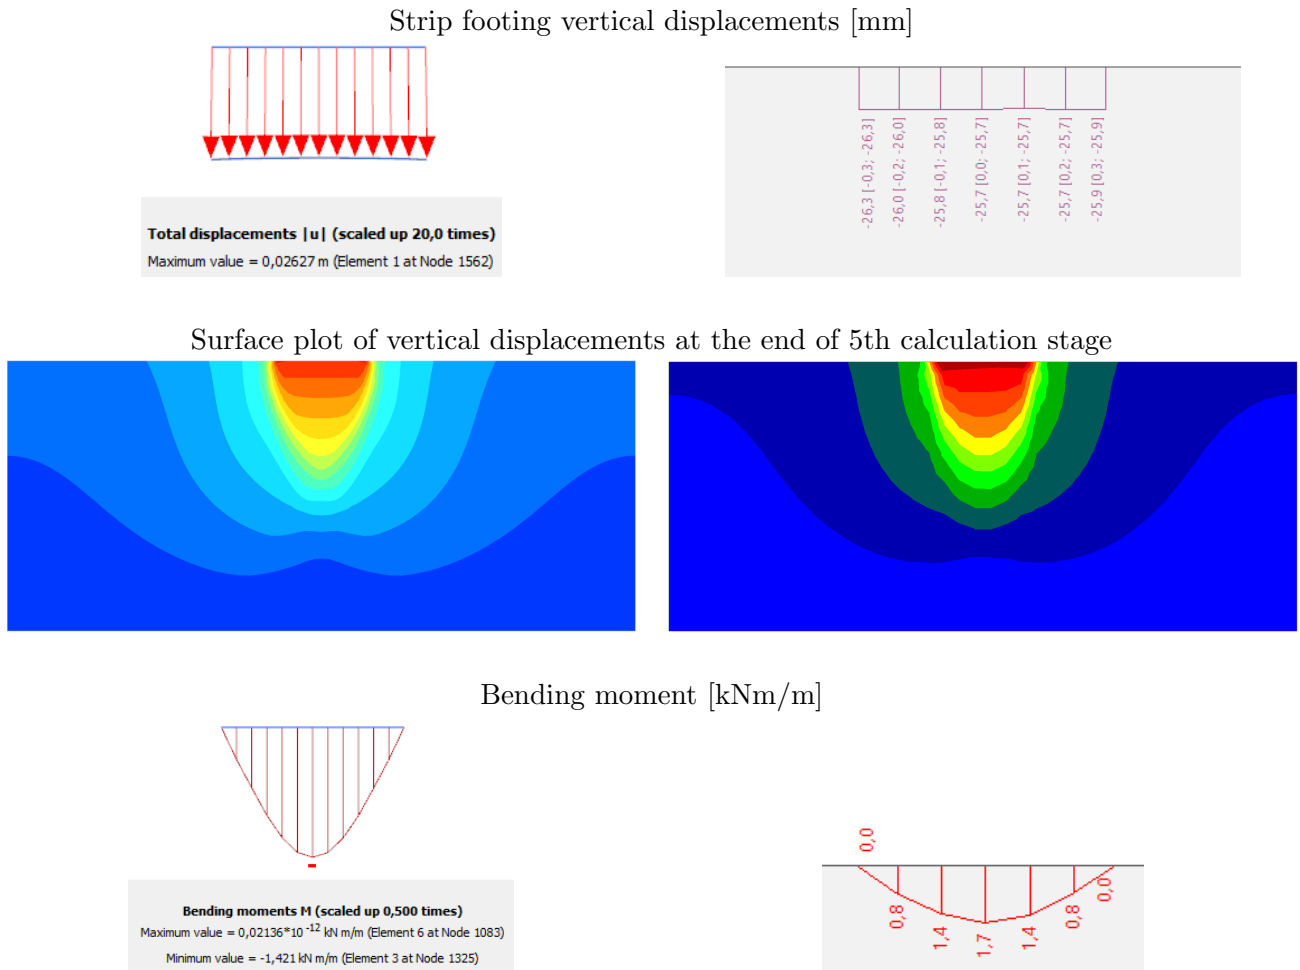 Strip footing vertical displacements [mm]
Total displacements |u| (scaled up 20,0 times)
Maximum value = 0,02627 m (Element 1 at Node 1562)
-26,3 [-0,3; -26,3]
-26,0 [-0,2; -26,0]
-25,8 [-0,1; -25,8]
-25,7 [0,0; -25,7]
-25,7 [0,1; -25,7]
-25,7 [0,2; -25,7]
-25,9 [0,3; -25,9]
Surface plot of vertical displacements at the end of 5th calculation stage
Bending moment [kNm/m]
Bending moments M (scaled up 0,500 times)
Maximum value = 0,02136*10 -12 kN m/m (Element 6 at Node 1083)
Minimum value = -1,421 kN m/m (Element 3 at Node 1325)
0,0
0,8
1,4
1,7
1,4
0,8
0,0